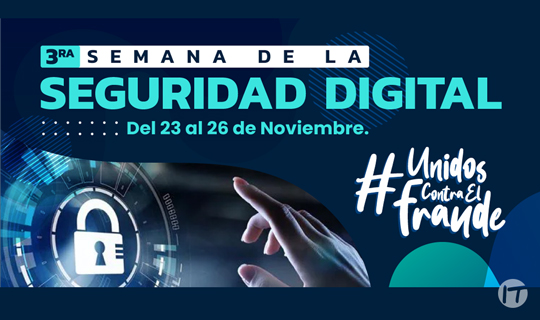 3RA SEMANA DE LA
SEGURIDAD DIGITAL
Del 23 al 26 de Noviembre.
#Unidos
Contra El
fraude
IT